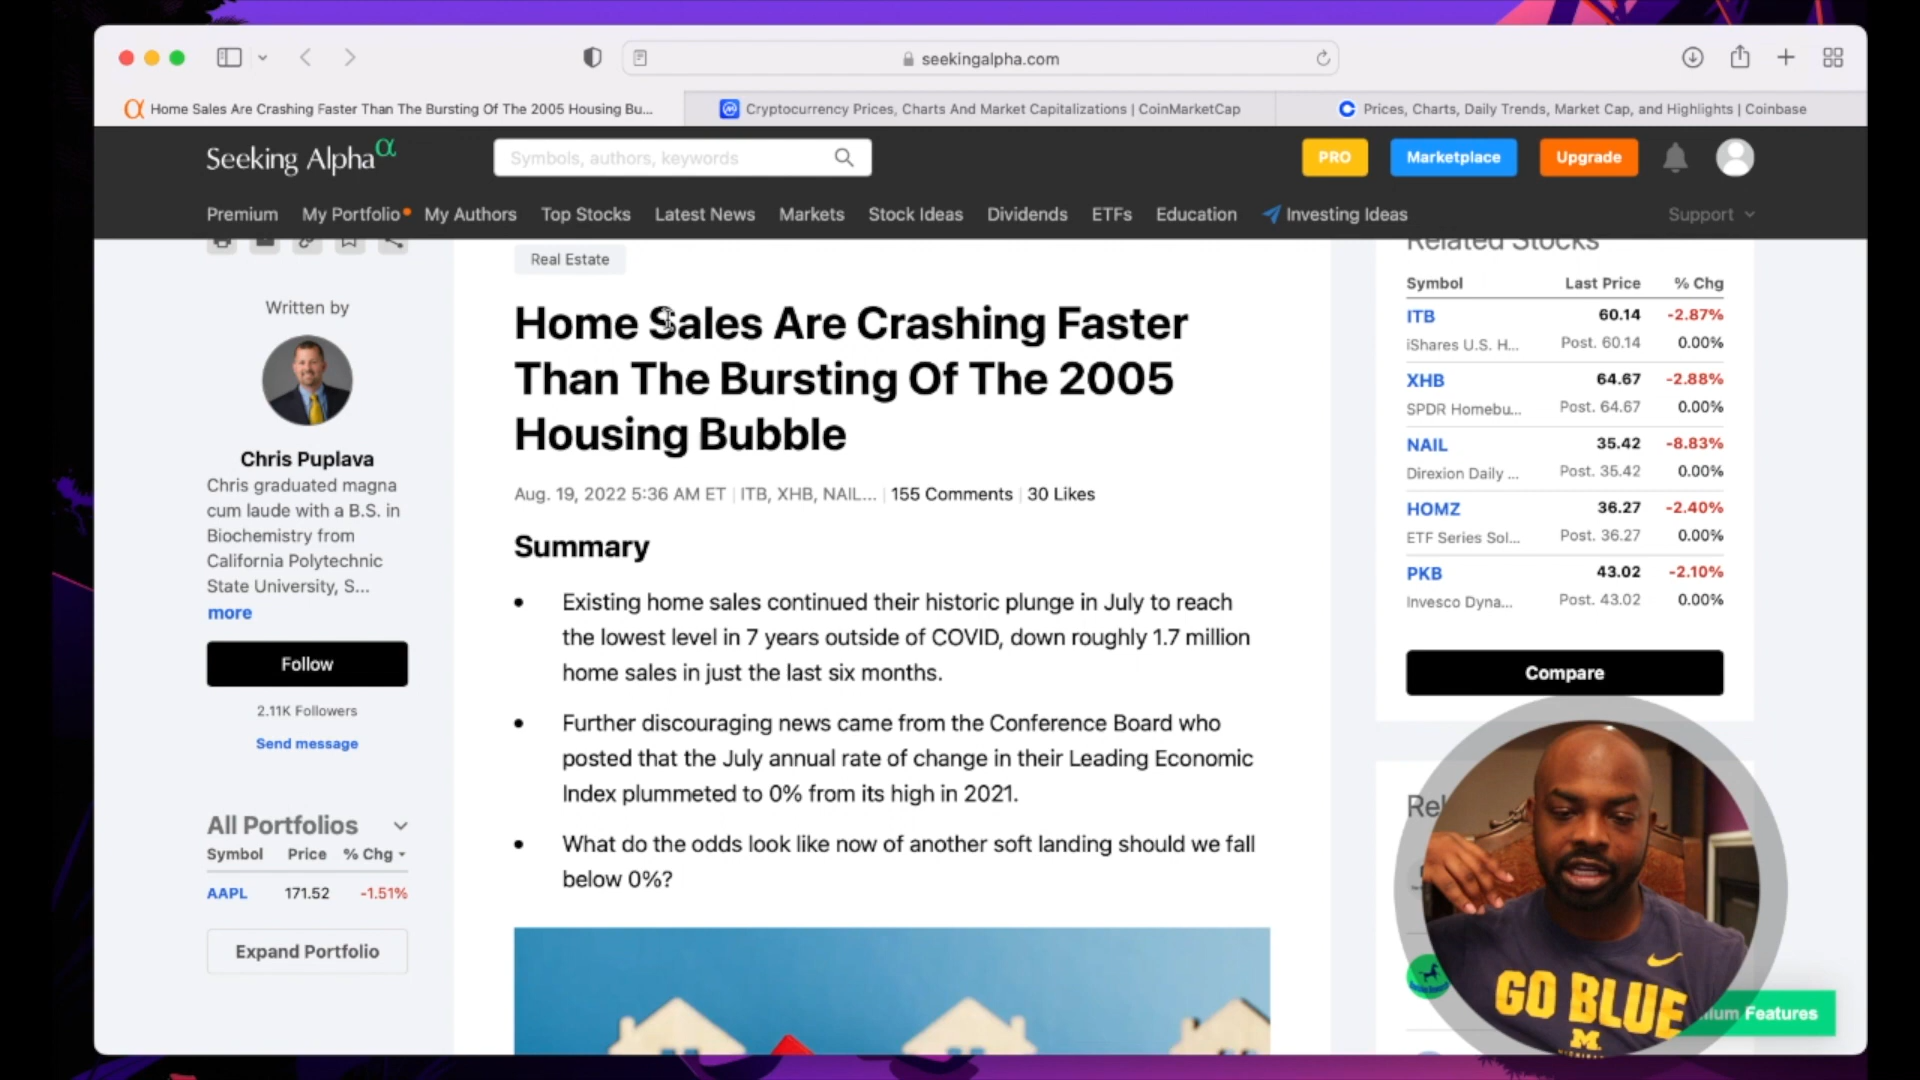 seekingalpha.com
Home Sales Are Crashing Faster Than The Bursting Of The 2005 Housing Bu...
Cryptocurrency Prices, Charts And Market Capitalizations | CoinMarketCap
Prices, Charts, Daily Trends, Market Cap, and Highlights | Coinbase
Seeking Alpha α
Symbols, authors, keywords
PRO
Marketplace
Upgrade
Premium
My Portfolio
My Authors
Top Stocks
Latest News
Markets
Stock Ideas
Dividends
ETFs
Education
Investing Ideas
Support
Written by
Chris Puplava
Chris graduated magna
cum laude with a B.S. in
Biochemistry from
California Polytechnic
State University, S...
more
Follow
2.11K Followers
Send message
All Portfolios
Symbol Price % Chg
AAPL 171.52 -1.51%
Expand Portfolio
Real Estate
Home Sales Are Crashing Faster
Than The Bursting Of The 2005
Housing Bubble
Aug. 19, 2022 5:36 AM ET | ITB, XHB, NAIL... | 155 Comments | 30 Likes
Summary
Existing home sales continued their historic plunge in July to reach
the lowest level in 7 years outside of COVID, down roughly 1.7 million
home sales in just the last six months.
Further discouraging news came from the Conference Board who
posted that the July annual rate of change in their Leading Economic
Index plummeted to 0% from its high in 2021.
What do the odds look like now of another soft landing should we fall
below 0%?
Related Stocks
Symbol Last Price % Chg
ITB 60.14 -2.87%
iShares U.S. H... Post. 60.14 0.00%
XHB 64.67 -2.88%
SPDR Homebu... Post. 64.67 0.00%
NAIL 35.42 -8.83%
Direxion Daily ... Post. 35.42 0.00%
HOMZ 36.27 -2.40%
ETF Series Sol... Post. 36.27 0.00%
PKB 43.02 -2.10%
Invesco Dyna... Post. 43.02 0.00%
Compare
Rel
GO BLUE
M
Features